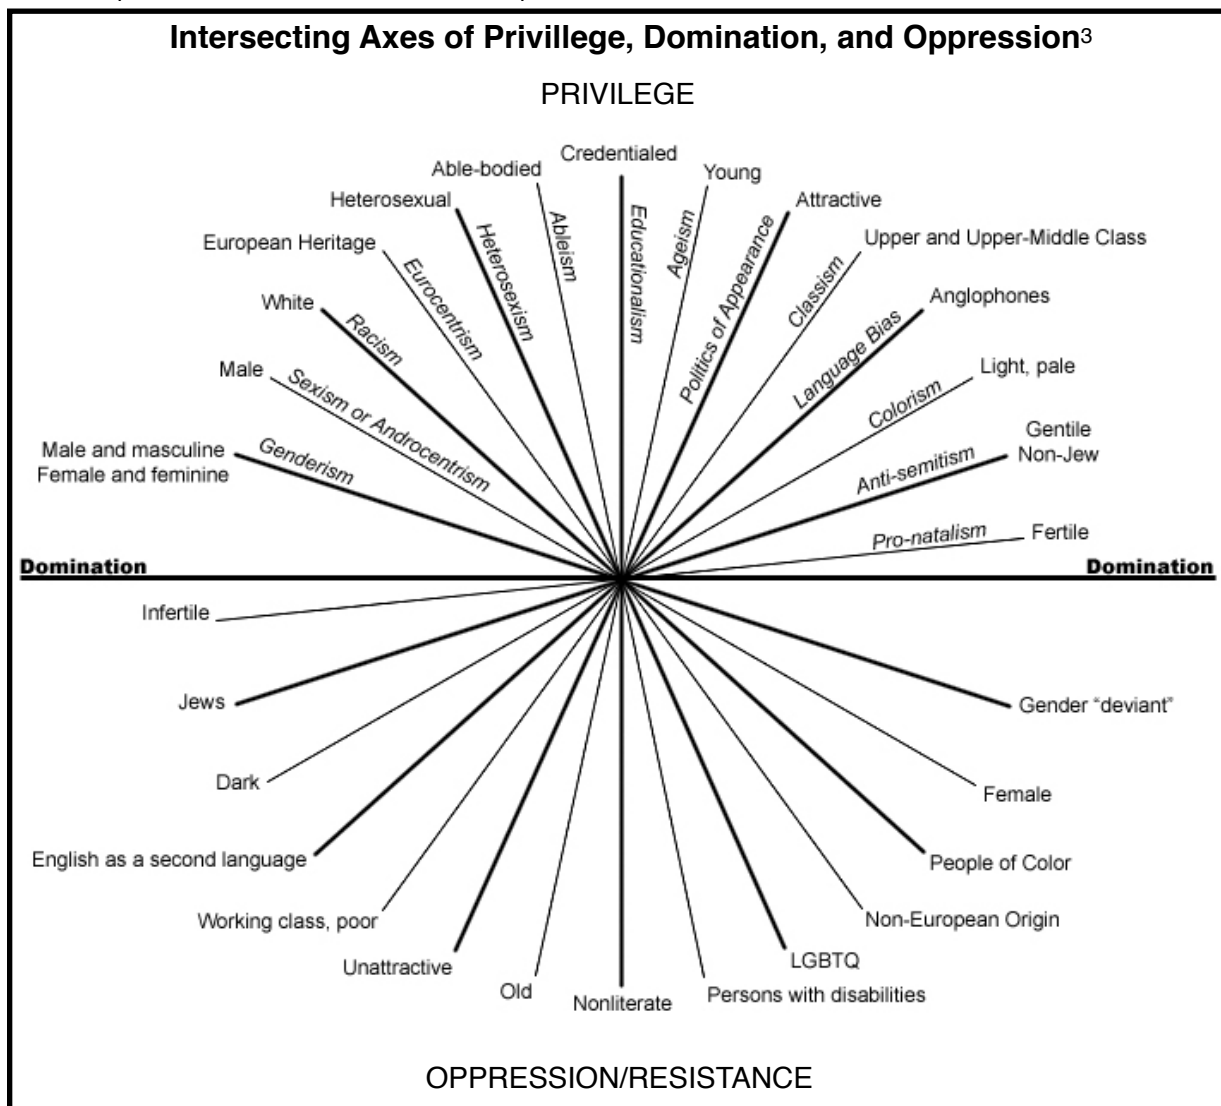 Intersecting Axes of Privillege, Domination, and Oppression3
PRIVILEGE
Credentialed
Able-bodied
Young
Heterosexual
Attractive
European Heritage
Upper and Upper-Middle Class
White
Anglophones
Male
Light, pale
Male and masculine
Female and feminine
Gentile
Non-Jew
Fertile
Genderism
Sexism or Androcentrism
Racism
Eurocentrism
Heterosexism
Ableism
Educationalism
Ageism
Politics of Appearance
Classism
Language Bias
Colorism
Anti-semitism
Pro-natalism
Domination
Domination
Infertile
Jews
Gender “deviant”
Dark
Female
English as a second language
People of Color
Working class, poor
Non-European Origin
Unattractive
LGBTQ
Old
Persons with disabilities
Nonliterate
OPPRESSION/RESISTANCE